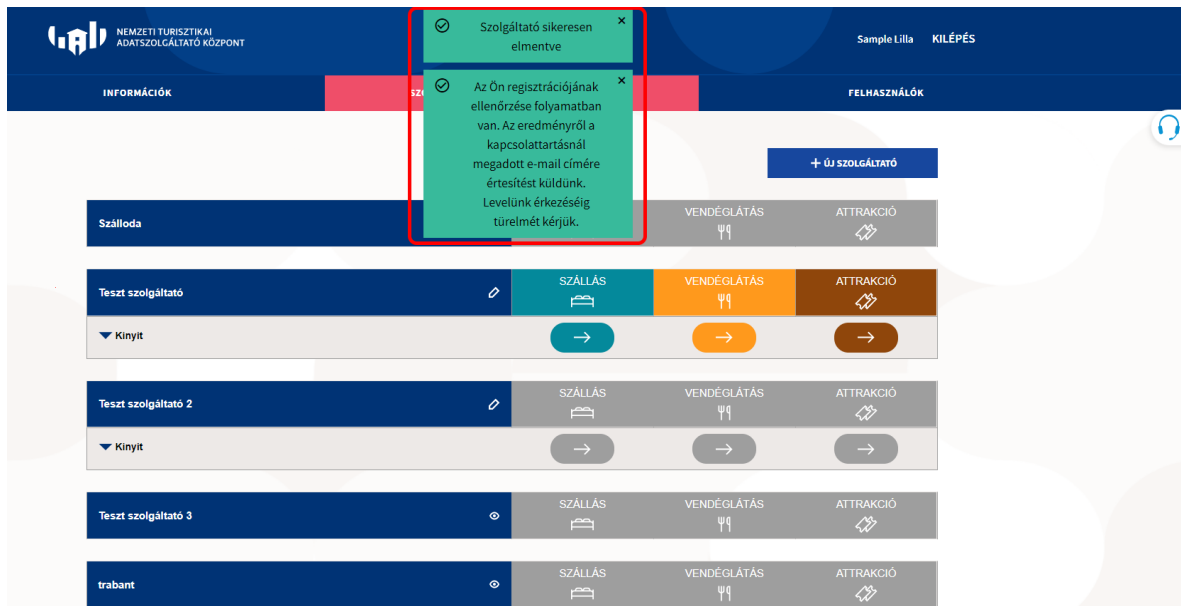 NEMZETI TURISZTIKAI
ADATSZOLGÁLTATÓ KÖZPONT
Szolgáltató sikeresen
elmentve
Sample Lilla KILÉPÉS
Az Ön regisztrációjának
ellenőrzése folyamatban
van. Az eredményről a
kapcsolattartásnál
megadott e-mail címére
értesítést küldünk.
Levelünk érkezéséig
türelmét kérjük.
INFORMÁCIÓK
FELHASZNÁLÓK
+ ÚJ SZOLGÁLTATÓ
Szálloda
VENDÉGLÁTÁS
ATTRAKCIÓ
Teszt szolgáltató
SZÁLLÁS
VENDÉGLÁTÁS
ATTRAKCIÓ
Kinyit
Teszt szolgáltató 2
SZÁLLÁS
VENDÉGLÁTÁS
ATTRAKCIÓ
Kinyit
Teszt szolgáltató 3
SZÁLLÁS
VENDÉGLÁTÁS
ATTRAKCIÓ
trabant
SZÁLLÁS
VENDÉGLÁTÁS
ATTRAKCIÓ